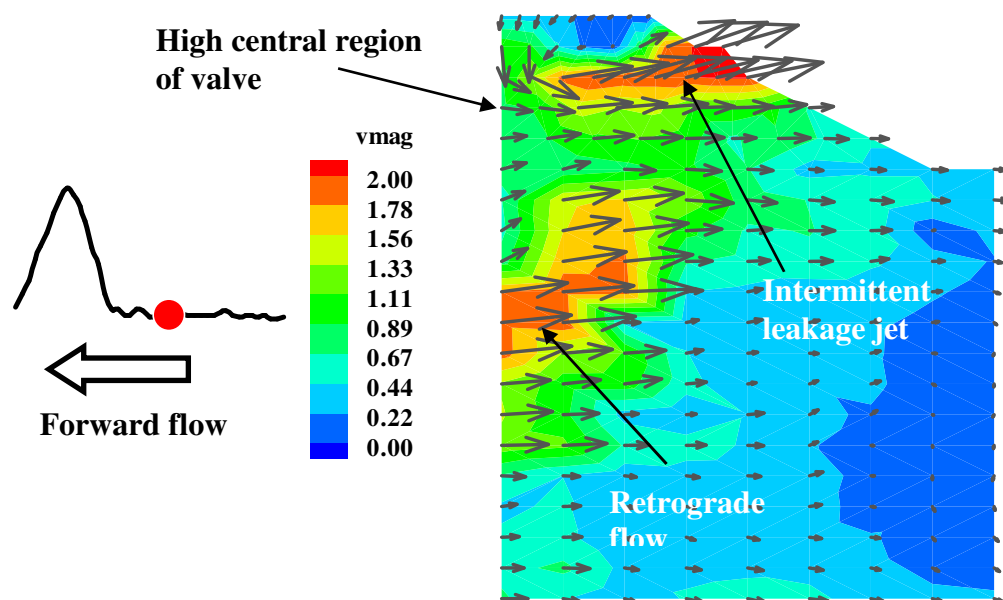 High central region
of valve
vmag
2.00
1.78
1.56
1.33
1.11
0.89
0.67
0.44
0.22
0.00
Forward flow
Intermittent
leakage jet
Retrograde
flow